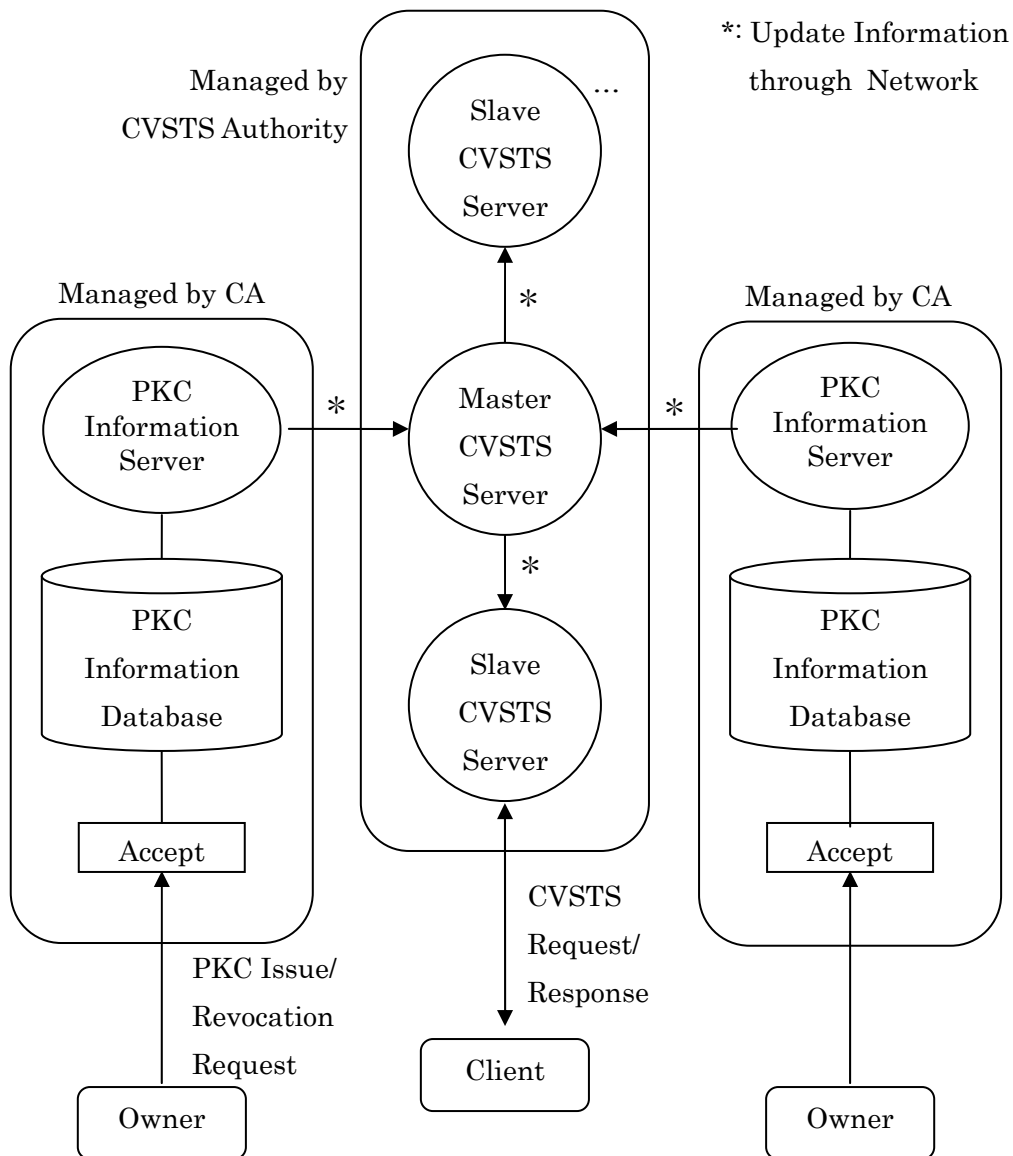 *: Update Information
through Network
Managed by
CVSTS Authority
...
Slave
CVSTS
Server
*
Managed by CA
PKC
Information
Server
*
Master
CVSTS
Server
*
Managed by CA
PKC
Information
Server
*
PKC
Information
Database
Slave
CVSTS
Server
PKC
Information
Database
Accept
Accept
CVSTS
Request/
Response
PKC Issue/
Revocation
Request
Client
Owner
Owner